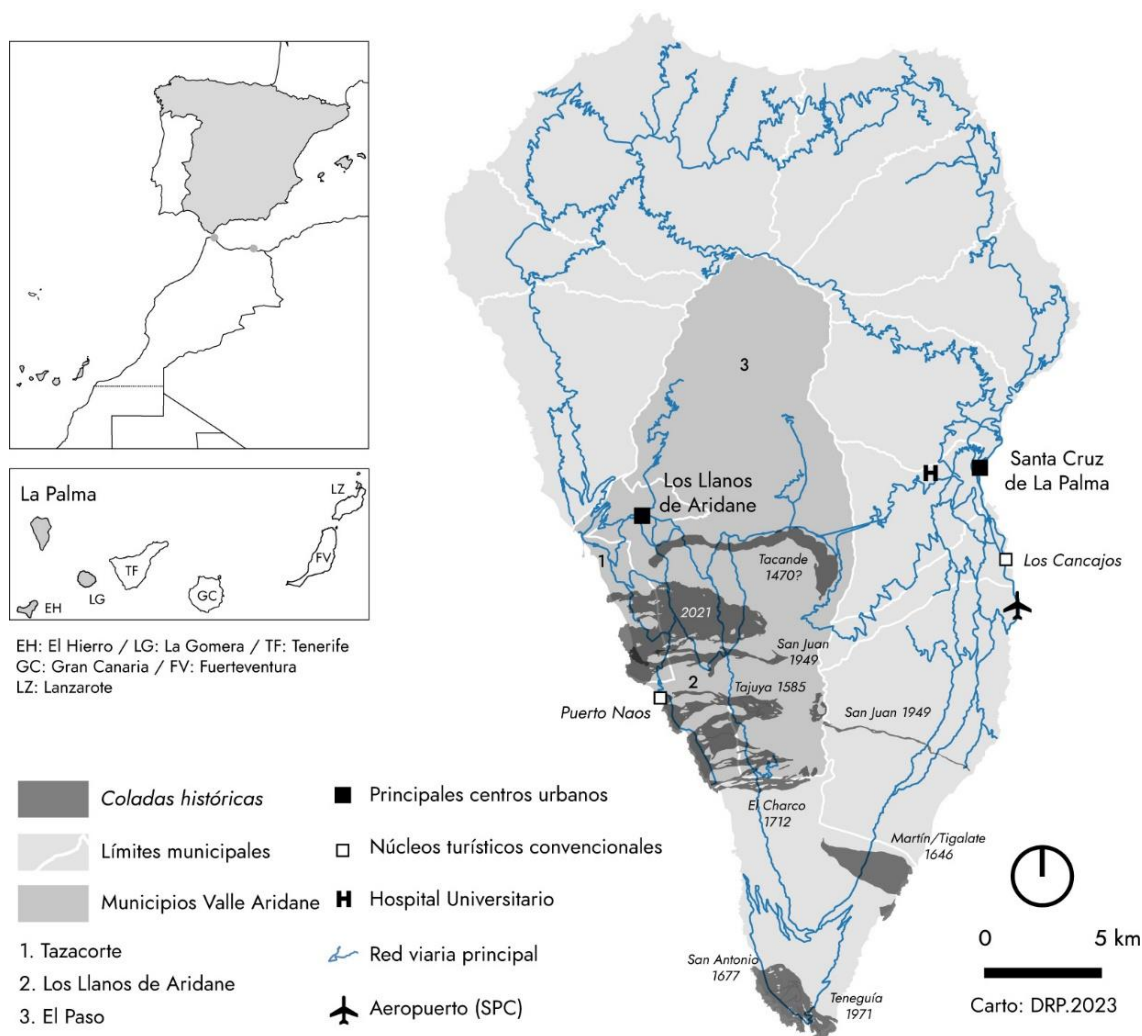 La Palma
LZ
TF
FV
GC
LG
EH
EH: El Hierro / LG: La Gomera / TF: Tenerife
GC: Gran Canaria / FV: Fuerteventura
LZ: Lanzarote
Coladas históricas
Límites municipales
Municipios Valle Aridane
1. Tazacorte
2. Los Llanos de Aridane
3. El Paso
Principales centros urbanos
Núcleos turísticos convencionales
H Hospital Universitario
Red viaria principal
Aeropuerto (SPC)
3
H
Santa Cruz
de La Palma
Los Llanos
de Aridane
1
Tacande
1470?
Los Cancajos
2021
San Juan
1949
2
Tajuya 1585
Puerto Naos
San Juan 1949
El Charco
1712
Martín/Tigalate
1646
San Antonio
1677
Teneguía
1971
0 5 km
Carto: DRP.2023